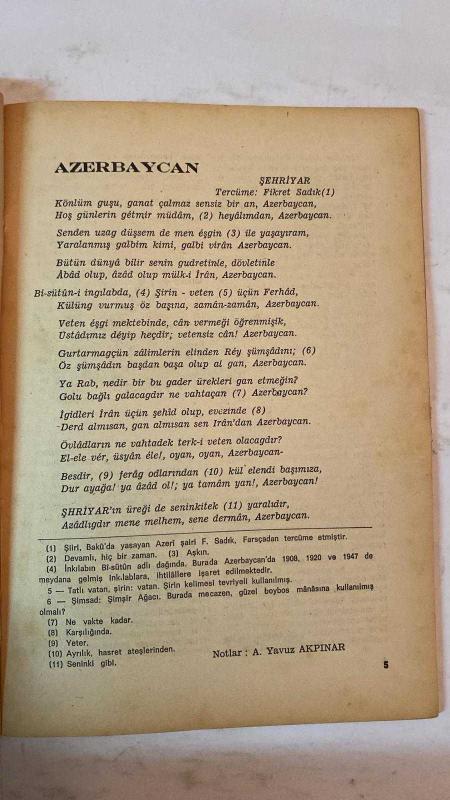 AZERBAYCAN
ŞEHRİYAR
Tercüme: Fikret Sadık(1)
Könlüm guşu, ganat çalmaz sensiz bir an, Azerbaycan,
Hoş günlerin gétmir müdâm, (2) heyâlımdan, Azerbaycan.
Senden uzag düşsem de men éşgin (3) ile yaşayıram,
Yaralanmış galbim kimi, galbi virân Azerbaycan.
Bütün dünyâ bilir senin gudretinle, dövletinle
Âbâd olup, âzâd olup mülk-i İrân, Azerbaycan.
Bî-sütûn-i ingılabda, (4) Şirin - veten (5) üçün Ferhâd,
Külüng vurmuş öz başına, zamân-zamân, Azerbaycan.
Veten éşgi mektebinde, cân vermeği öğrenmişik,
Ustâdımız déyip heçdir; vetensiz can! Azerbaycan.
Gurtarmagçün zâlimlerin elinden Réy şümşâdını; (6)
Öz şümşâdın başdan başa olup al gan, Azerbaycan.
Ya Rab, nedir bir bu gader ürekleri gan etmeğin?
Golu bağlı galacagdır ne vahtaçan (7) Azerbaycan?
İgidleri İrân üçün şehîd olup, evezinde (8)
Derd almısan, gan almısan sen İrân'dan Azerbaycan.
Övlâdların ne vahtadek terk-i veten olacagdır?
El-ele vér, üsyân éle!, oyan, oyan, Azerbaycan-
Besdir, (9) ferâg odlarından (10) kül elendi başımıza,
Dur ayağa! ya âzâd ol!; ya tamâm yan!, Azerbaycan!
ŞHRİYAR'ın üreği de seninkitek (11) yaralıdır,
Azâdlıgdır mene melhem, sene dermân, Azerbaycan.
(1) Şiiri, Bakû'da yaşayan Azeri şairi F. Sadık, Farsçadan tercüme etmiştir.
(2) Devamlı, hiç bir zaman. (3) Aşkın.
(4) İnkılabın Bî-sütûn adlı dağında. Burada Azerbaycan'da 1908, 1920 ve 1947 de
meydana gelmiş inkılablara, ihtilâllere işaret edilmektedir.
5 — Tatlı vatan, şirin: vatan. Şirin kelimesi tevriyeli kullanılmış.
6 — Şimsad: Şimşir Ağacı. Burada mecazen, güzel boybos mânâsına kullanılmış
olmalı?
(7) Ne vakte kadar.
(8) Karşılığında.
(9) Yeter.
(10) Ayrılık, hasret ateşlerinden.
(11) Seninki gibi.
Notlar : A. Yavuz AKPINAR
5